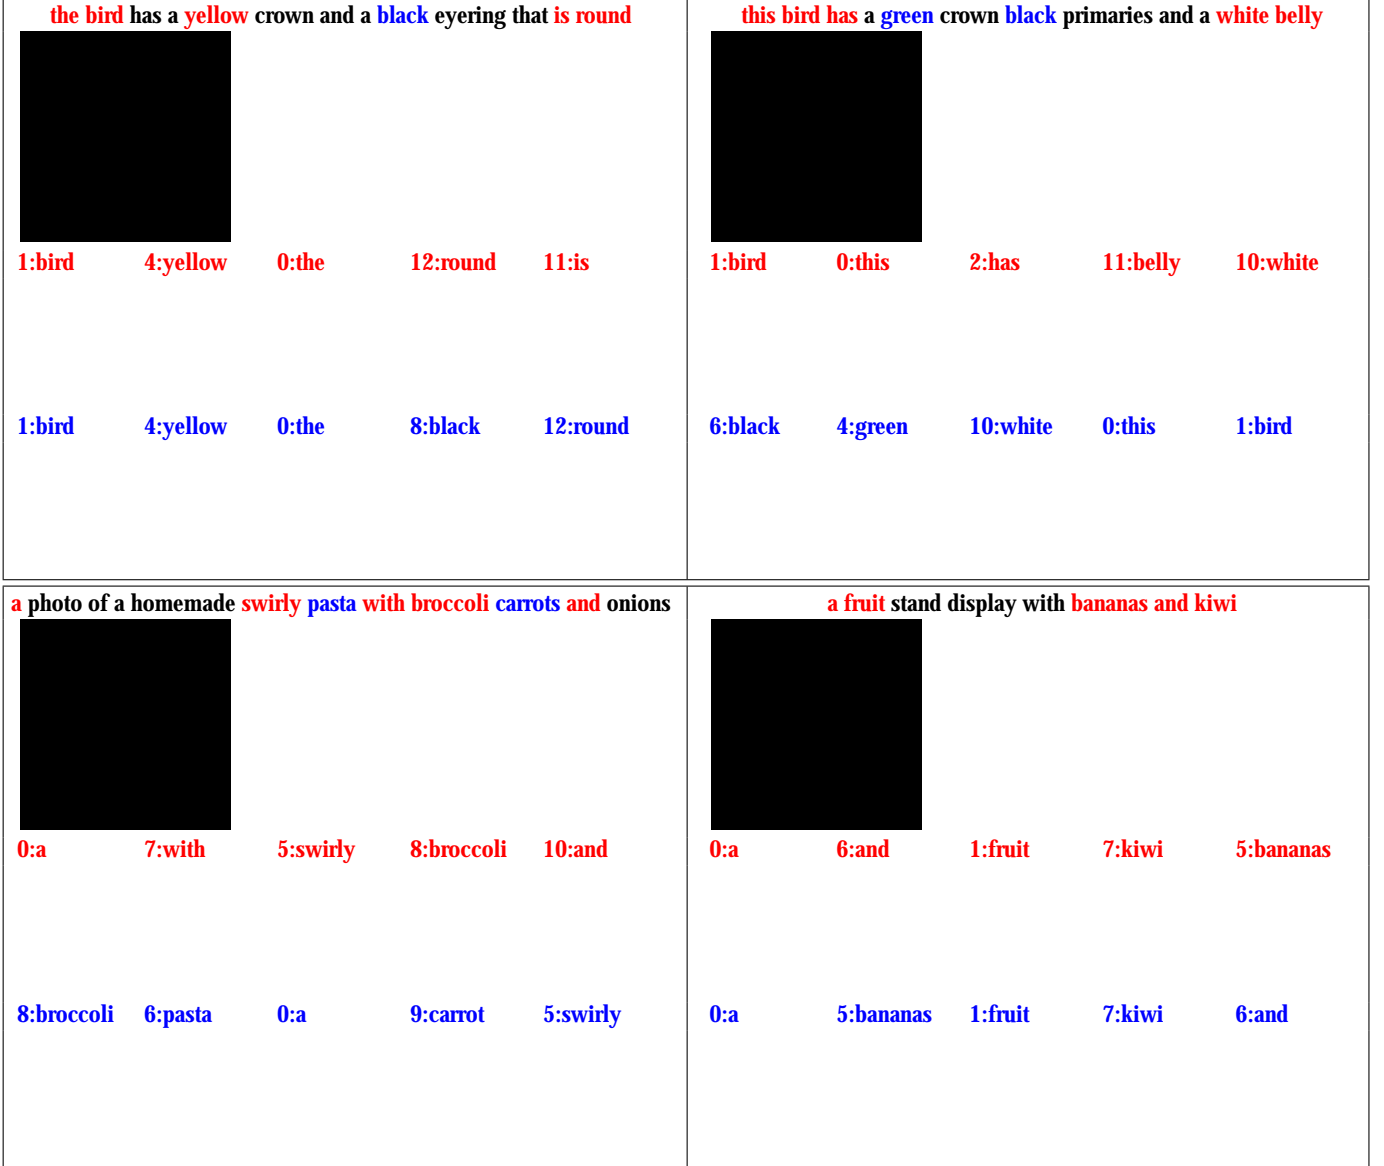 the bird has a yellow crown and a black eyering that is round
1:bird 4:yellow 0:the 12:round 11:is
1:bird 4:yellow 0:the 8:black 12:round
this bird has a green crown black primaries and a white belly
1:bird 0:this 2:has 11:belly 10:white
6:black 4:green 10:white 0:this 1:bird
a photo of a homemade swirly pasta with broccoli carrots and onions
0:a 7:with 5:swirly 8:broccoli 10:and
8:broccoli 6:pasta 0:a 9:carrot 5:swirly
a fruit stand display with bananas and kiwi
0:a 6:and 1:fruit 7:kiwi 5:bananas
0:a 5:bananas 1:fruit 7:kiwi 6:and